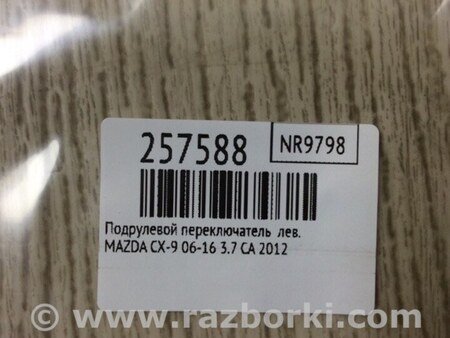 257588
NR9798
Подрулевой переключатель лев.
MAZDA CX-9 06-16 3.7 CA 2012
© www.razborki.com